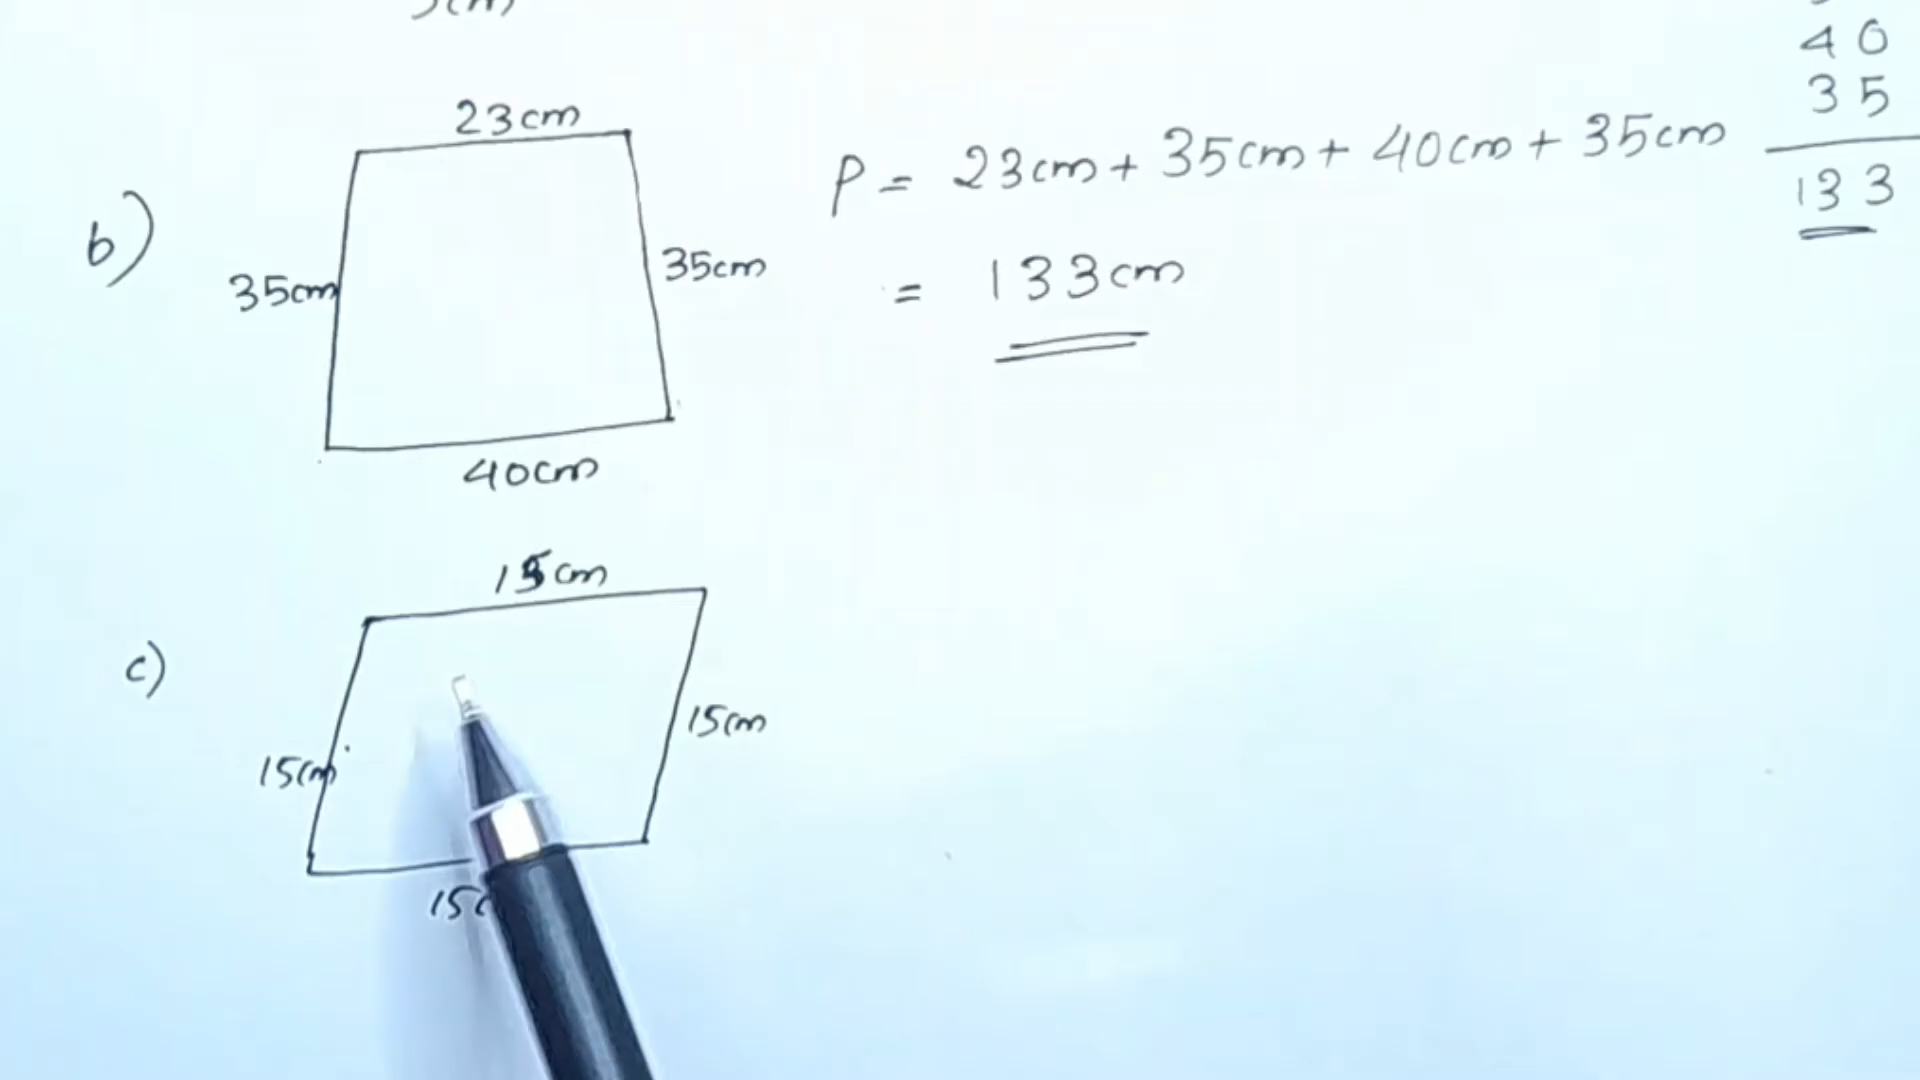 40
35
133
b)
23cm
35cm
35cm
40cm
P = 23cm + 35cm + 40cm + 35cm
= 133cm
c)
15cm
15cm
15cm